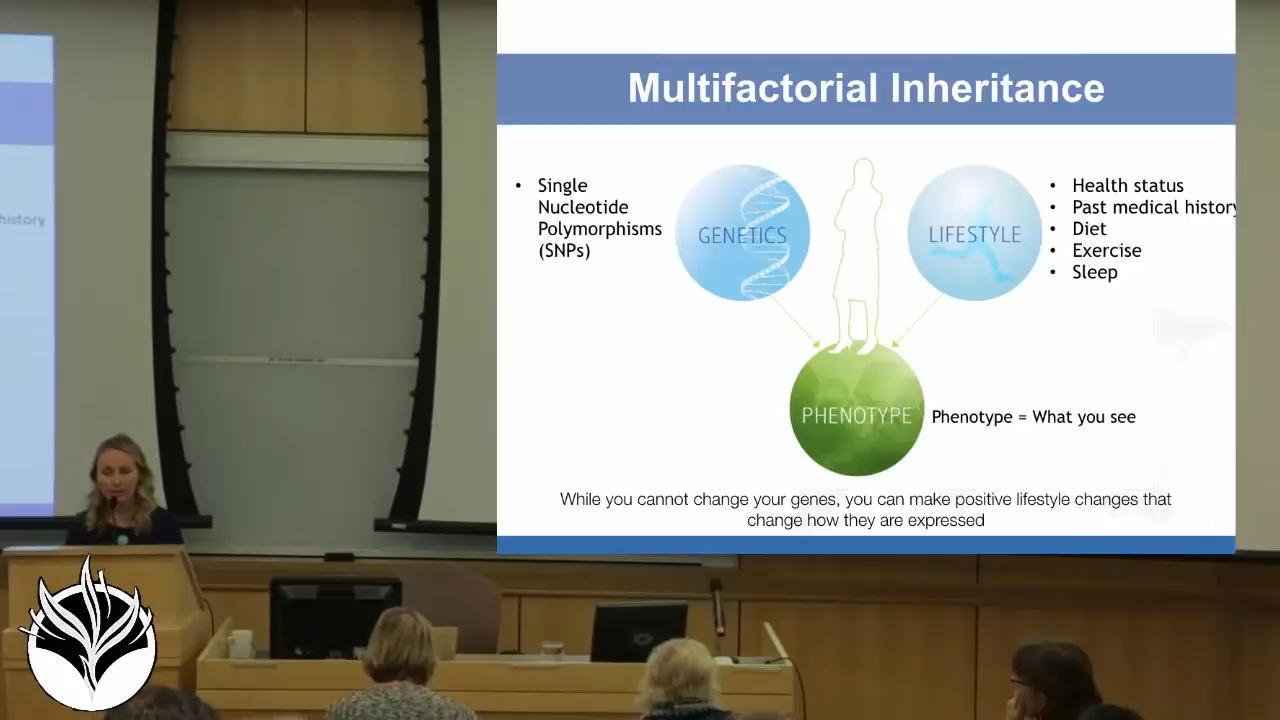 Multifactorial Inheritance
• Single
Nucleotide
Polymorphisms
(SNPs)
GENETICS
LIFESTYLE
• Health status
• Past medical history
• Diet
• Exercise
• Sleep
PHENOTYPE
Phenotype = What you see
While you cannot change your genes, you can make positive lifestyle changes that
change how they are expressed
history